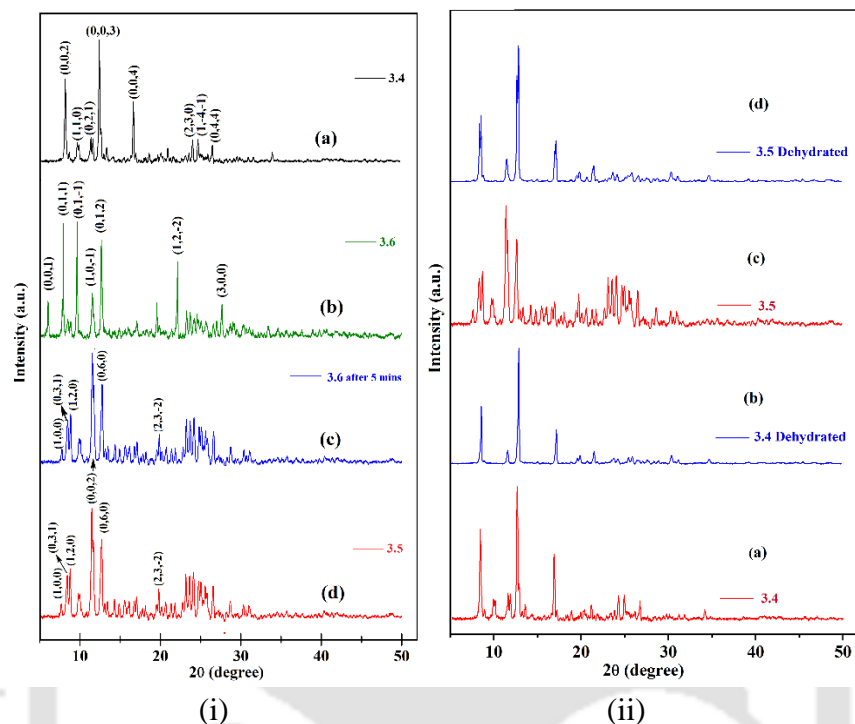 (0,0,2)
(1,1,0)
(0,2,1)
(0,0,3)
(0,0,4)
(2,3,0)
(1,-4,-1)
(0,4,4)
3.4
(a)
(0,0,1)
(0,1,1)
(0,1,-1)
(1,0,-1)
(0,1,2)
(1,2,-2)
(3,0,0)
3.6
(b)
(1,0,0)
(0,3,1)
(1,2,0)
(0,6,0)
(2,3,-2)
3.6 after 5 mins
(c)
(1,0,0)
(0,3,1)
(1,2,0)
(0,0,2)
(0,6,0)
(2,3,-2)
3.5
(d)
Intensity (a.u.)
10 20 30 40 50
2θ (degree)
(i)
(d)
3.5 Dehydrated
(c)
3.5
(b)
3.4 Dehydrated
(a)
3.4
Intensity (a.u.)
10 20 30 40 50
2θ (degree)
(ii)